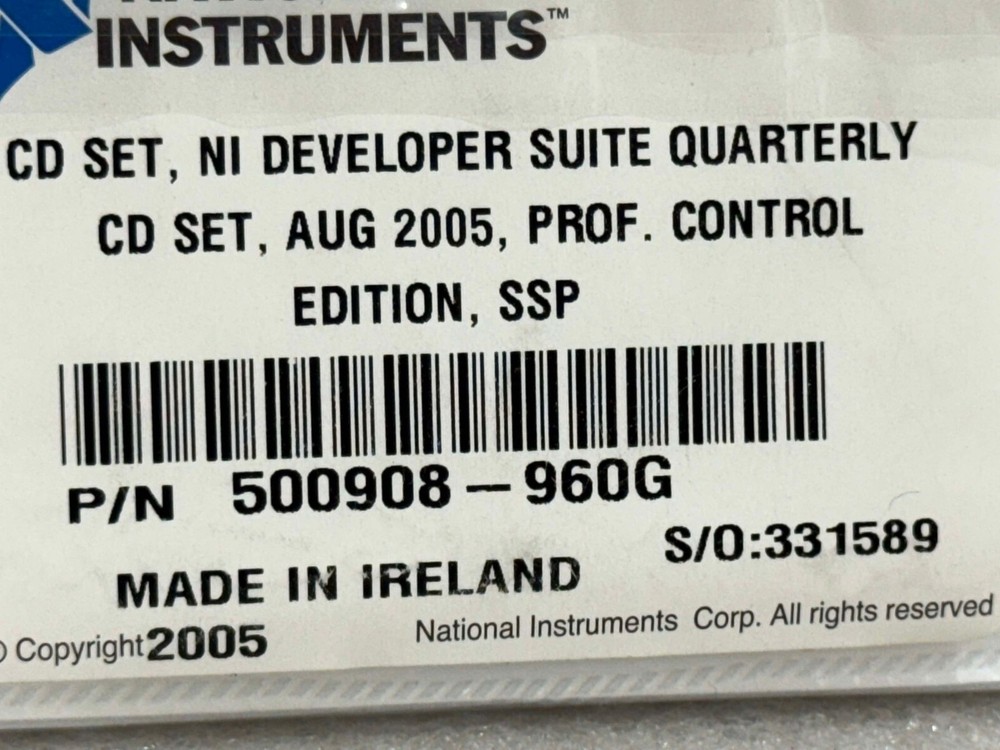 INSTRUMENTS™
CD SET, NI DEVELOPER SUITE QUARTERLY
CD SET, AUG 2005, PROF. CONTROL
EDITION, SSP
P/N 500908-960G
S/O:331589
MADE IN IRELAND
© Copyright 2005 National Instruments Corp. All rights reserved